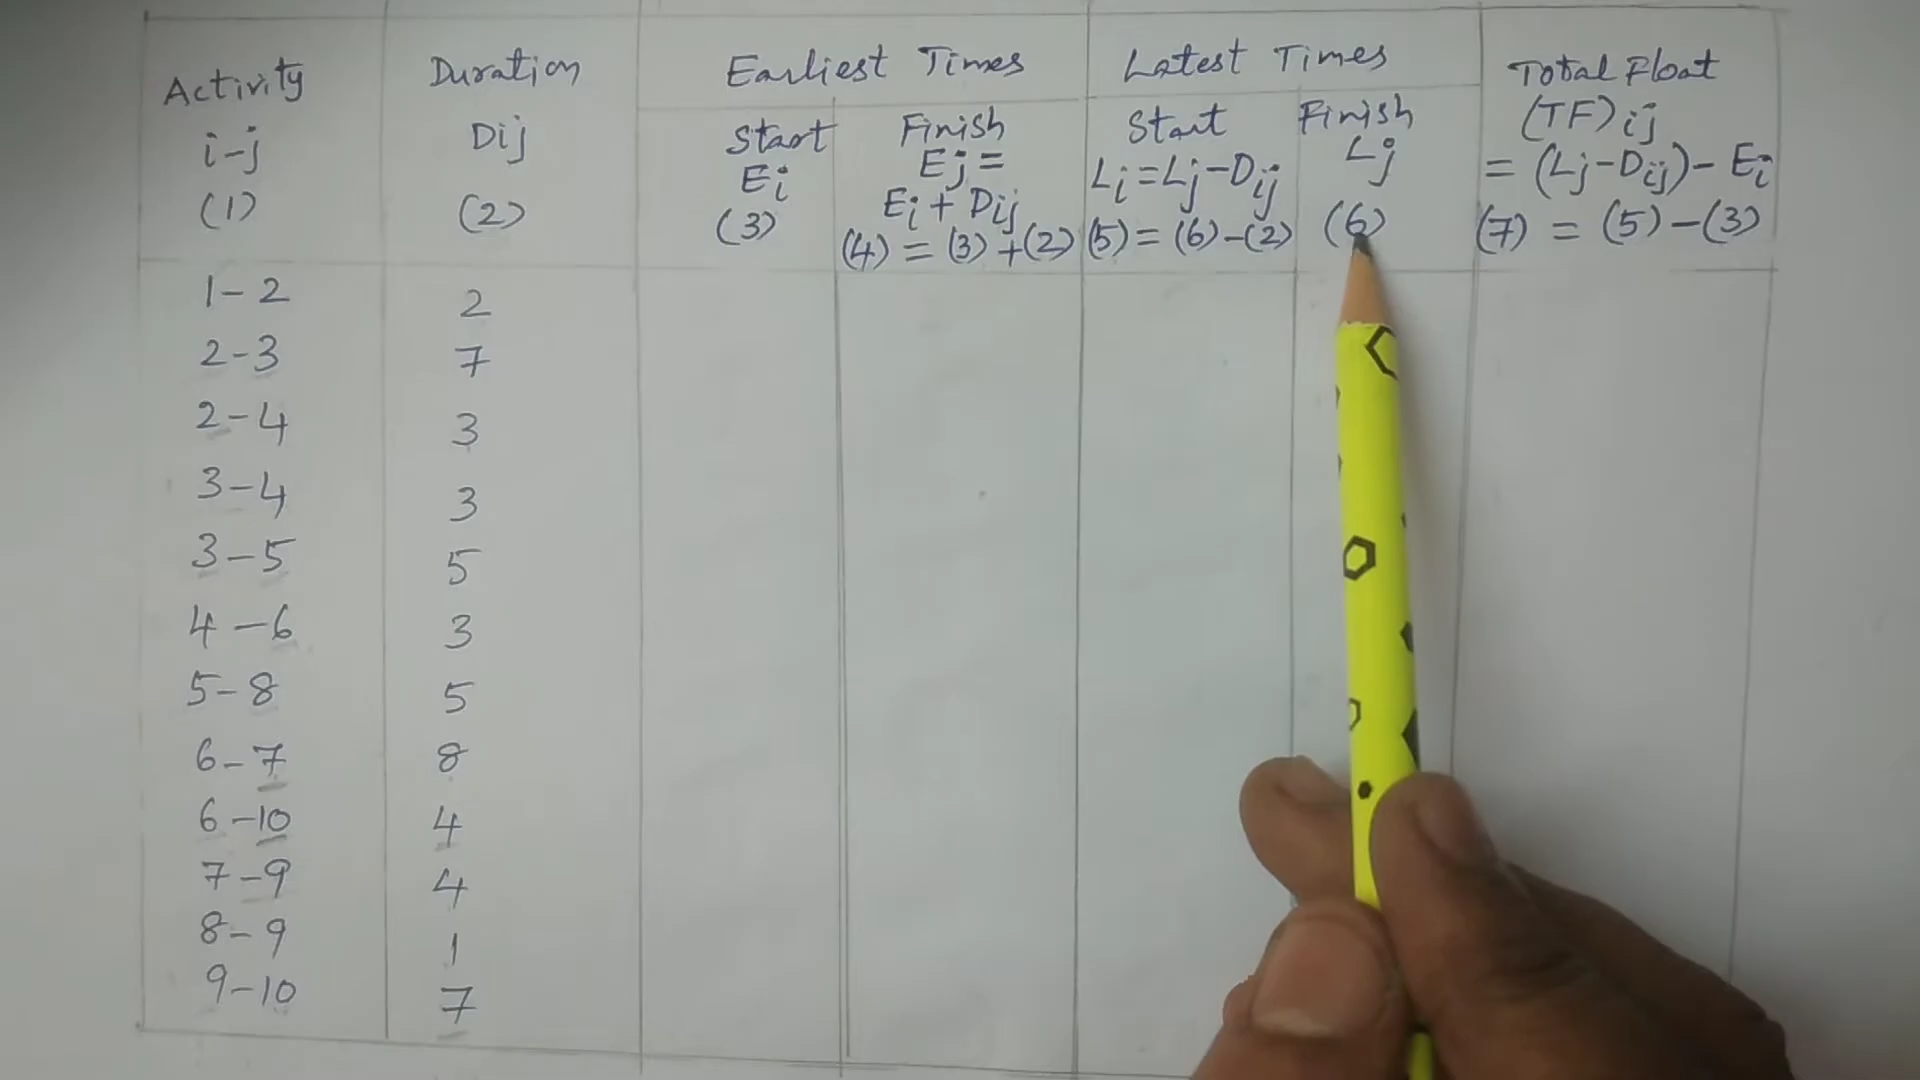 Activity Duration Earliest Times Latest Times Total Float
i-j Dij Start Finish Start Finish (TF)ij
Ei Ej = Li=Lj-Dij Lj = (Lj-Dij)- Ei
Ei + Dij
(1) (2) (3) (4) = (3)+(2) (5)= (6)-(2) (6) (7) = (5)-(3)
1-2 2
2-3 7
2-4 3
3-4 3
3-5 5
4-6 3
5-8 5
6-7 8
6-10 4
7-9 4
8-9 1
9-10 7